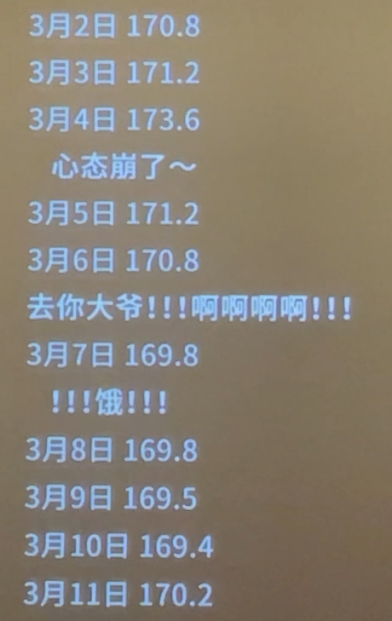 3月2日 170.8
3月3日 171.2
3月4日 173.6
心态崩了～
3月5日 171.2
3月6日 170.8
去你大爷!!!啊啊啊啊!!!
3月7日 169.8
!!!饿!!!
3月8日 169.8
3月9日 169.5
3月10日 169.4
3月11日 170.2